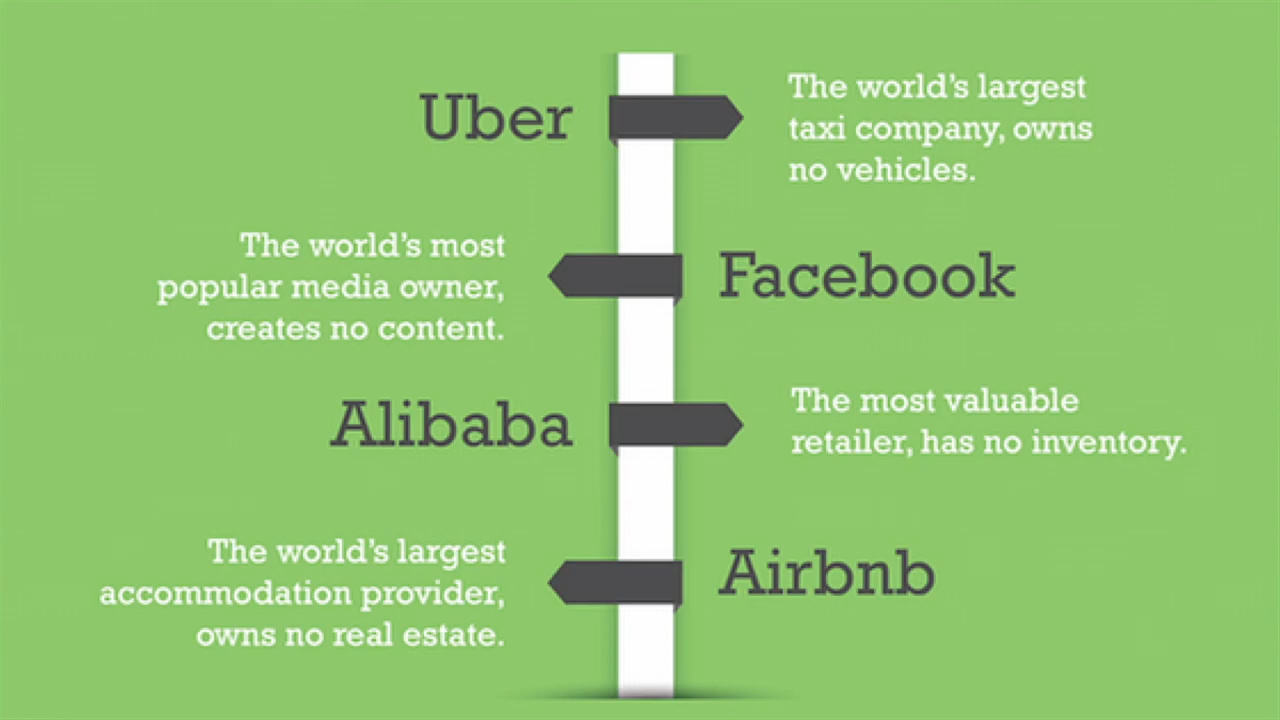 Uber
The world’s largest
taxi company, owns
no vehicles.
The world’s most
popular media owner,
creates no content.
Facebook
Alibaba
The most valuable
retailer, has no inventory.
The world’s largest
accommodation provider,
owns no real estate.
Airbnb